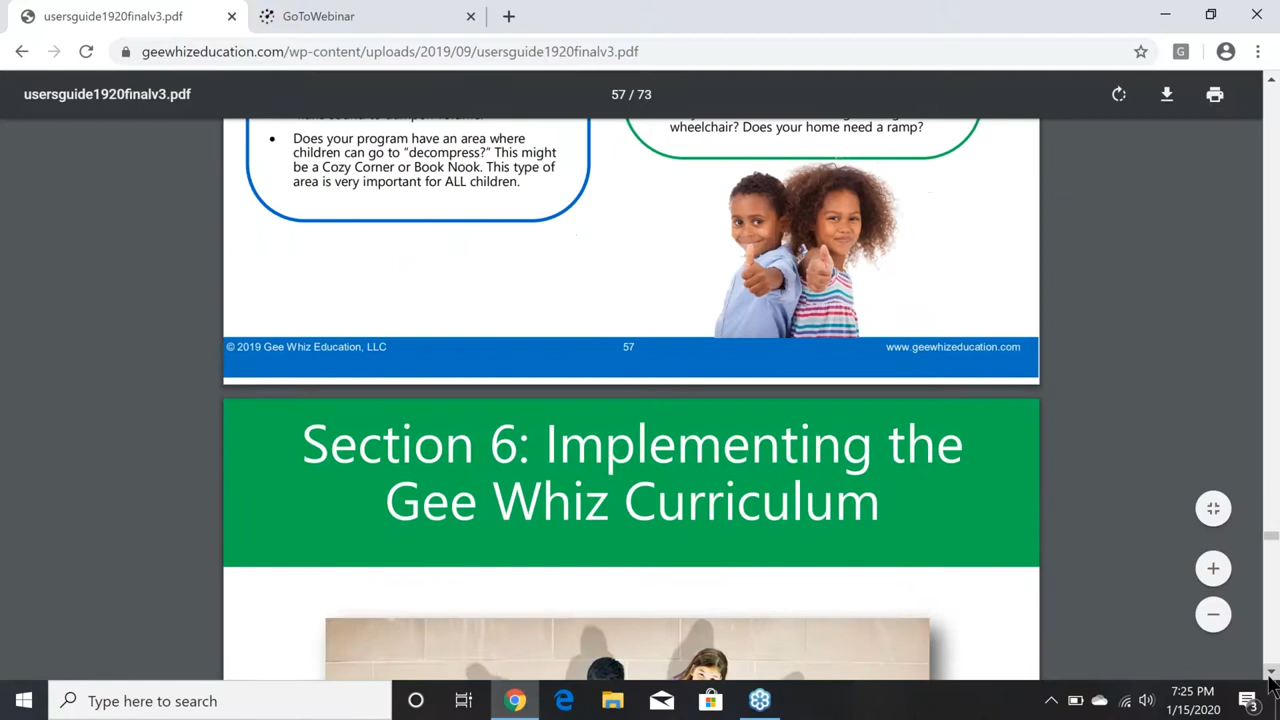 usersguide1920finalv3.pdf
GoToWebinar
geewhizeducation.com/wp-content/uploads/2019/09/usersguide1920finalv3.pdf
G
usersguide1920finalv3.pdf
57 / 73
• Does your program have an area where
children can go to “decompress?” This might
be a Cozy Corner or Book Nook. This type of
area is very important for ALL children.
wheelchair? Does your home need a ramp?
© 2019 Gee Whiz Education, LLC
57
www.geewhizeducation.com
Section 6: Implementing the
Gee Whiz Curriculum
Type here to search
7:25 PM
1/15/2020
3